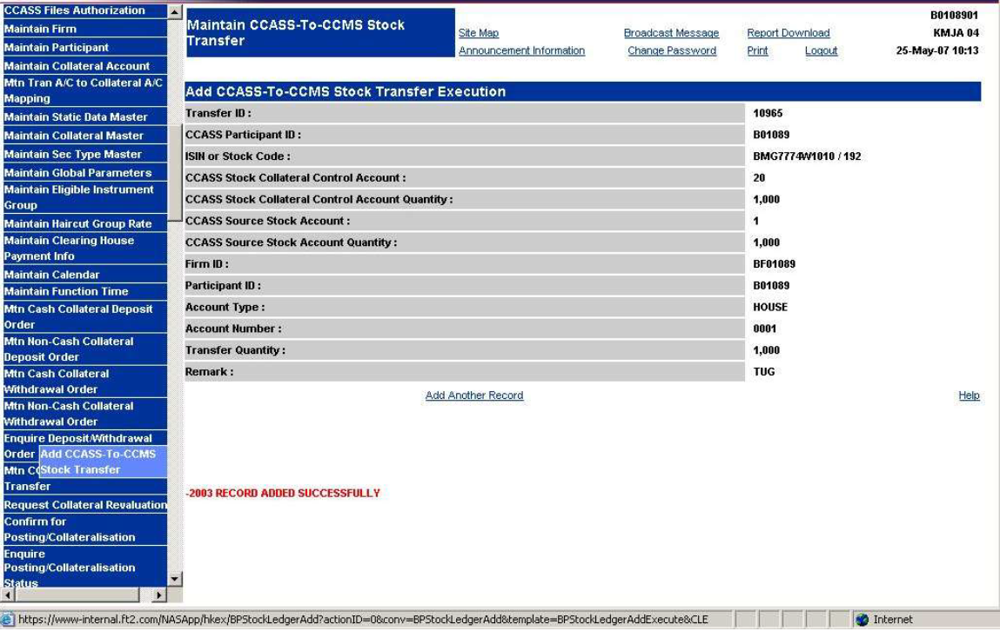 CCASS Files Authorization
Maintain Firm
Maintain Participant
Maintain Collateral Account
Mtn Tran A/C to Collateral A/C
Mapping
Maintain Static Data Master
Maintain Collateral Master
Maintain Sec Type Master
Maintain Global Parameters
Maintain Eligible Instrument
Group
Maintain Haircut Group Rate
Maintain Clearing House
Payment Info
Maintain Calendar
Maintain Function Time
Mtn Cash Collateral Deposit
Order
Mtn Non-Cash Collateral
Deposit Order
Mtn Cash Collateral
Withdrawal Order
Mtn Non-Cash Collateral
Withdrawal Order
Enquire Deposit/Withdrawal
Order
Add CCASS-To-CCMS
Stock Transfer
Mtn
Transfer
Request Collateral Revaluation
Confirm for
Posting/Collateralisation
Enquire
Posting/Collateralisation
Status
Maintain CCASS-To-CCMS Stock
Transfer
Site Map Broadcast Message Report Download
Announcement Information Change Password Print Logout
B0108901
KMJA 04
25-May-07 10:13
Add CCASS-To-CCMS Stock Transfer Execution
Transfer ID : 10965
CCASS Participant ID : B01089
ISIN or Stock Code : BMG7774W1010 / 192
CCASS Stock Collateral Control Account : 20
CCASS Stock Collateral Control Account Quantity : 1,000
CCASS Source Stock Account : 1
CCASS Source Stock Account Quantity : 1,000
Firm ID : BF01089
Participant ID : B01089
Account Type : HOUSE
Account Number : 0001
Transfer Quantity : 1,000
Remark : TUG
Add Another Record Help
-2003 RECORD ADDED SUCCESSFULLY
https://www-internal.ft2.com/NASApp/hkex/BPStockLedgerAdd?actionID=0&conv=BPStockLedgerAdd&template=BPStockLedgerAddExecute&CLE Internet